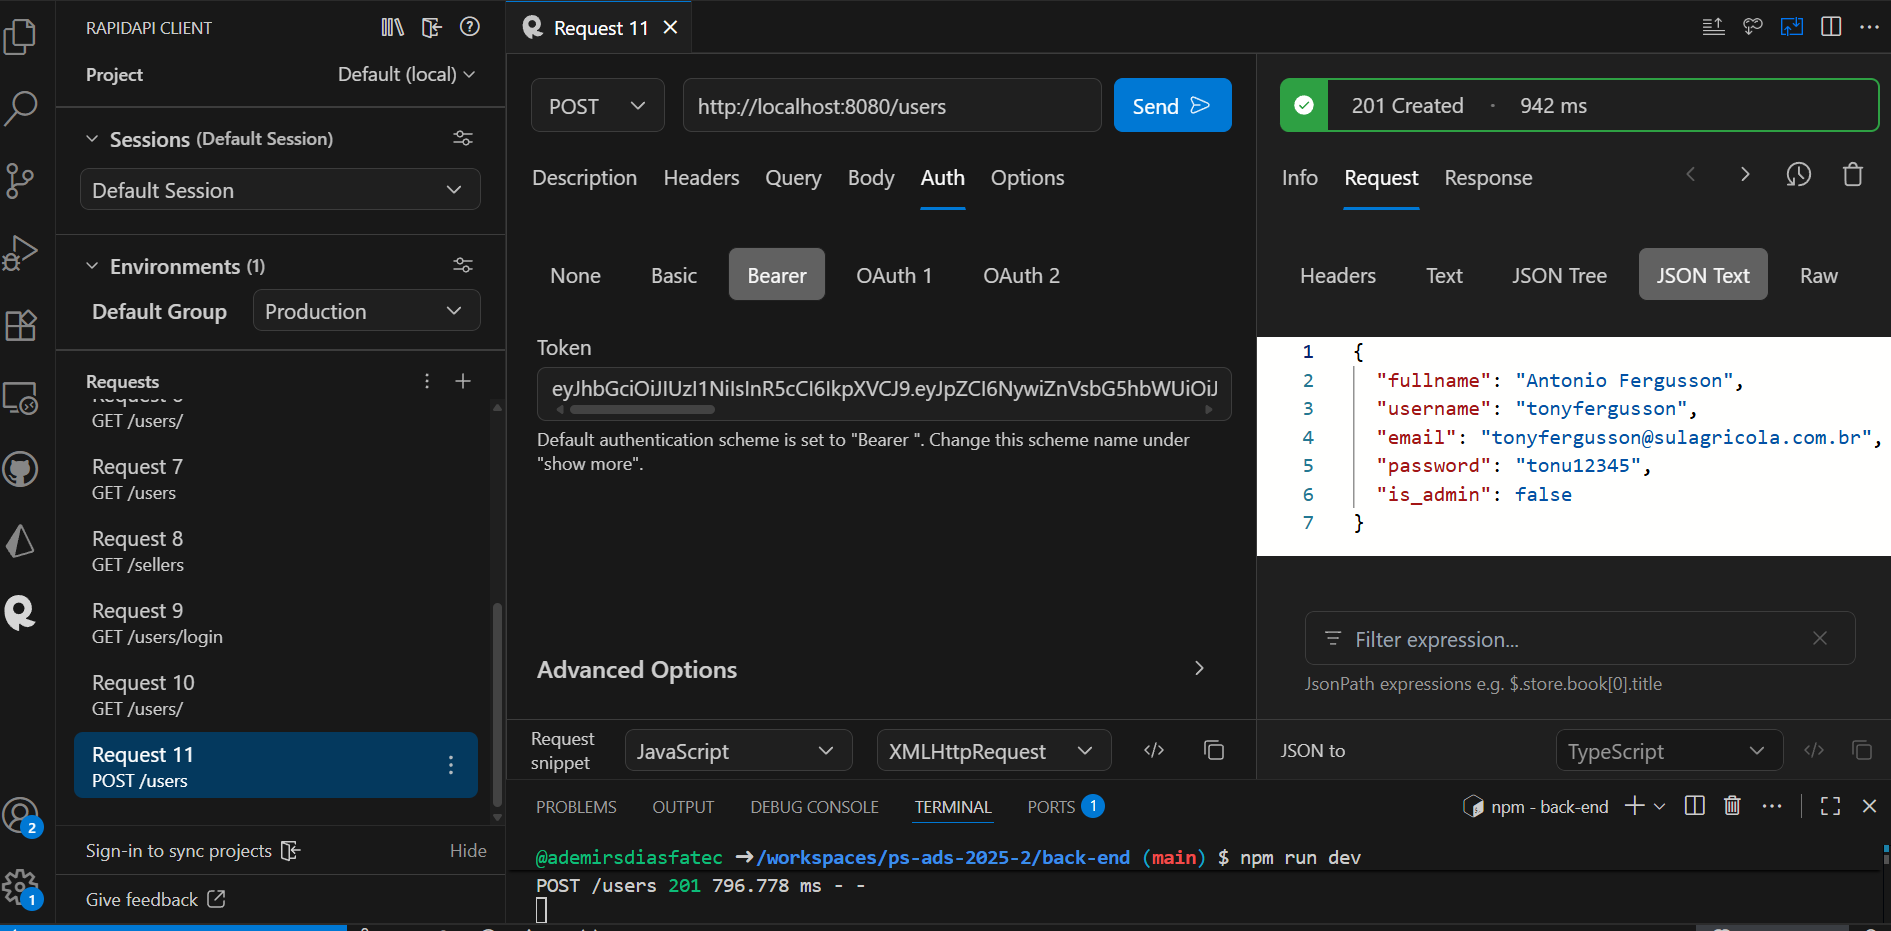 RAPIDAPI CLIENT
Project
Default (local)
Sessions (Default Session)
Default Session
Environments (1)
Default Group
Production
Requests
GET /users/
Request 7
GET /users
Request 8
GET /sellers
Request 9
GET /users/login
Request 10
GET /users/
Request 11
POST /users
Sign-in to sync projects
Hide
Give feedback
2
1
Request 11
POST
http://localhost:8080/users
Send
Description Headers Query Body Auth Options
None Basic Bearer OAuth 1 OAuth 2
Token
eyJhbGciOiJIUzI1NiIsInR5cCI6IkpXVCJ9.eyJpZCI6NywiZnVsbG5hbWUiOiJ
Default authentication scheme is set to "Bearer ". Change this scheme name under
"show more".
Advanced Options
Request
snippet
JavaScript
XMLHttpRequest
201 Created · 942 ms
Info Request Response
Headers Text JSON Tree JSON Text Raw
1 {
2 "fullname": "Antonio Fergusson",
3 "username": "tonyfergusson",
4 "email": "tonyfergusson@sulagricola.com.br",
5 "password": "tonu12345",
6 "is_admin": false
7 }
Filter expression...
JsonPath expressions e.g. $.store.book[0].title
JSON to
TypeScript
PROBLEMS OUTPUT DEBUG CONSOLE TERMINAL PORTS 1
npm - back-end
@ademirsdiasfatec ➜/workspaces/ps-ads-2025-2/back-end (main) $ npm run dev
POST /users 201 796.778 ms - -